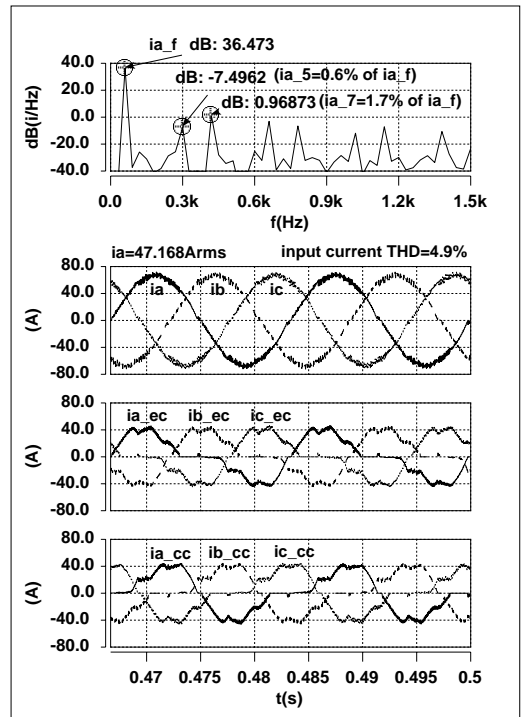 ia_f dB: 36.473
dB: -7.4962 (ia_5=0.6% of ia_f)
dB: 0.96873 (ia_7=1.7% of ia_f)
dB(i/Hz)
40.0
20.0
0.0
-20.0
-40.0
0.0 0.3k 0.6k 0.9k 1.2k 1.5k
f(Hz)
ia=47.168Arms input current THD=4.9%
(A)
80.0
40.0
0.0
-40.0
-80.0
ia ib ic
(A)
80.0
40.0
0.0
-40.0
-80.0
ia_ec ib_ec ic_ec
(A)
80.0
40.0
0.0
-40.0
-80.0
ia_cc ib_cc ic_cc
0.47 0.475 0.48 0.485 0.49 0.495 0.5
t(s)